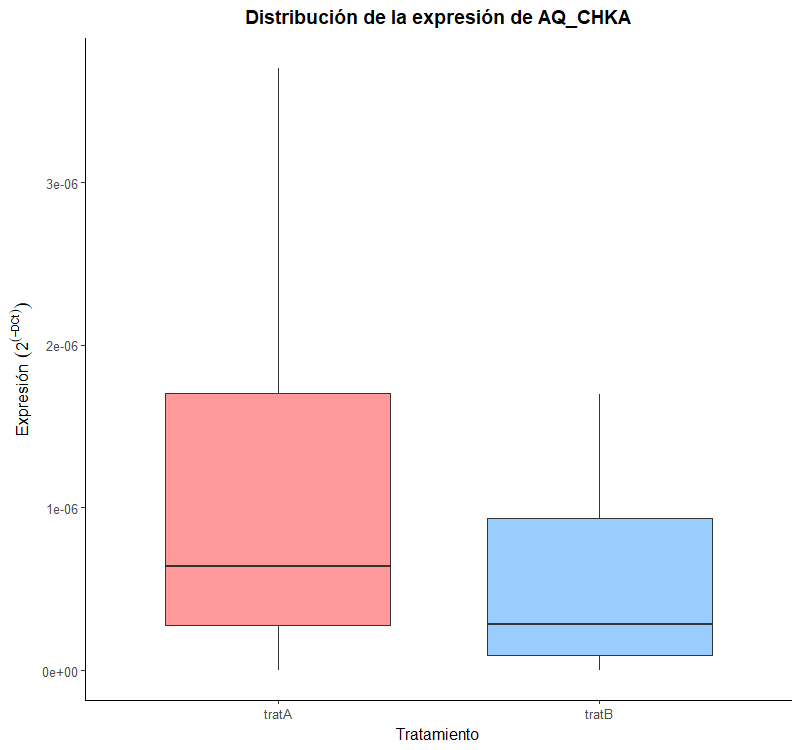 Distribución de la expresión de AQ_CHKA
Expresión (2^(−DCt))
3e-06
2e-06
1e-06
0e+00
tratA
tratB
Tratamiento